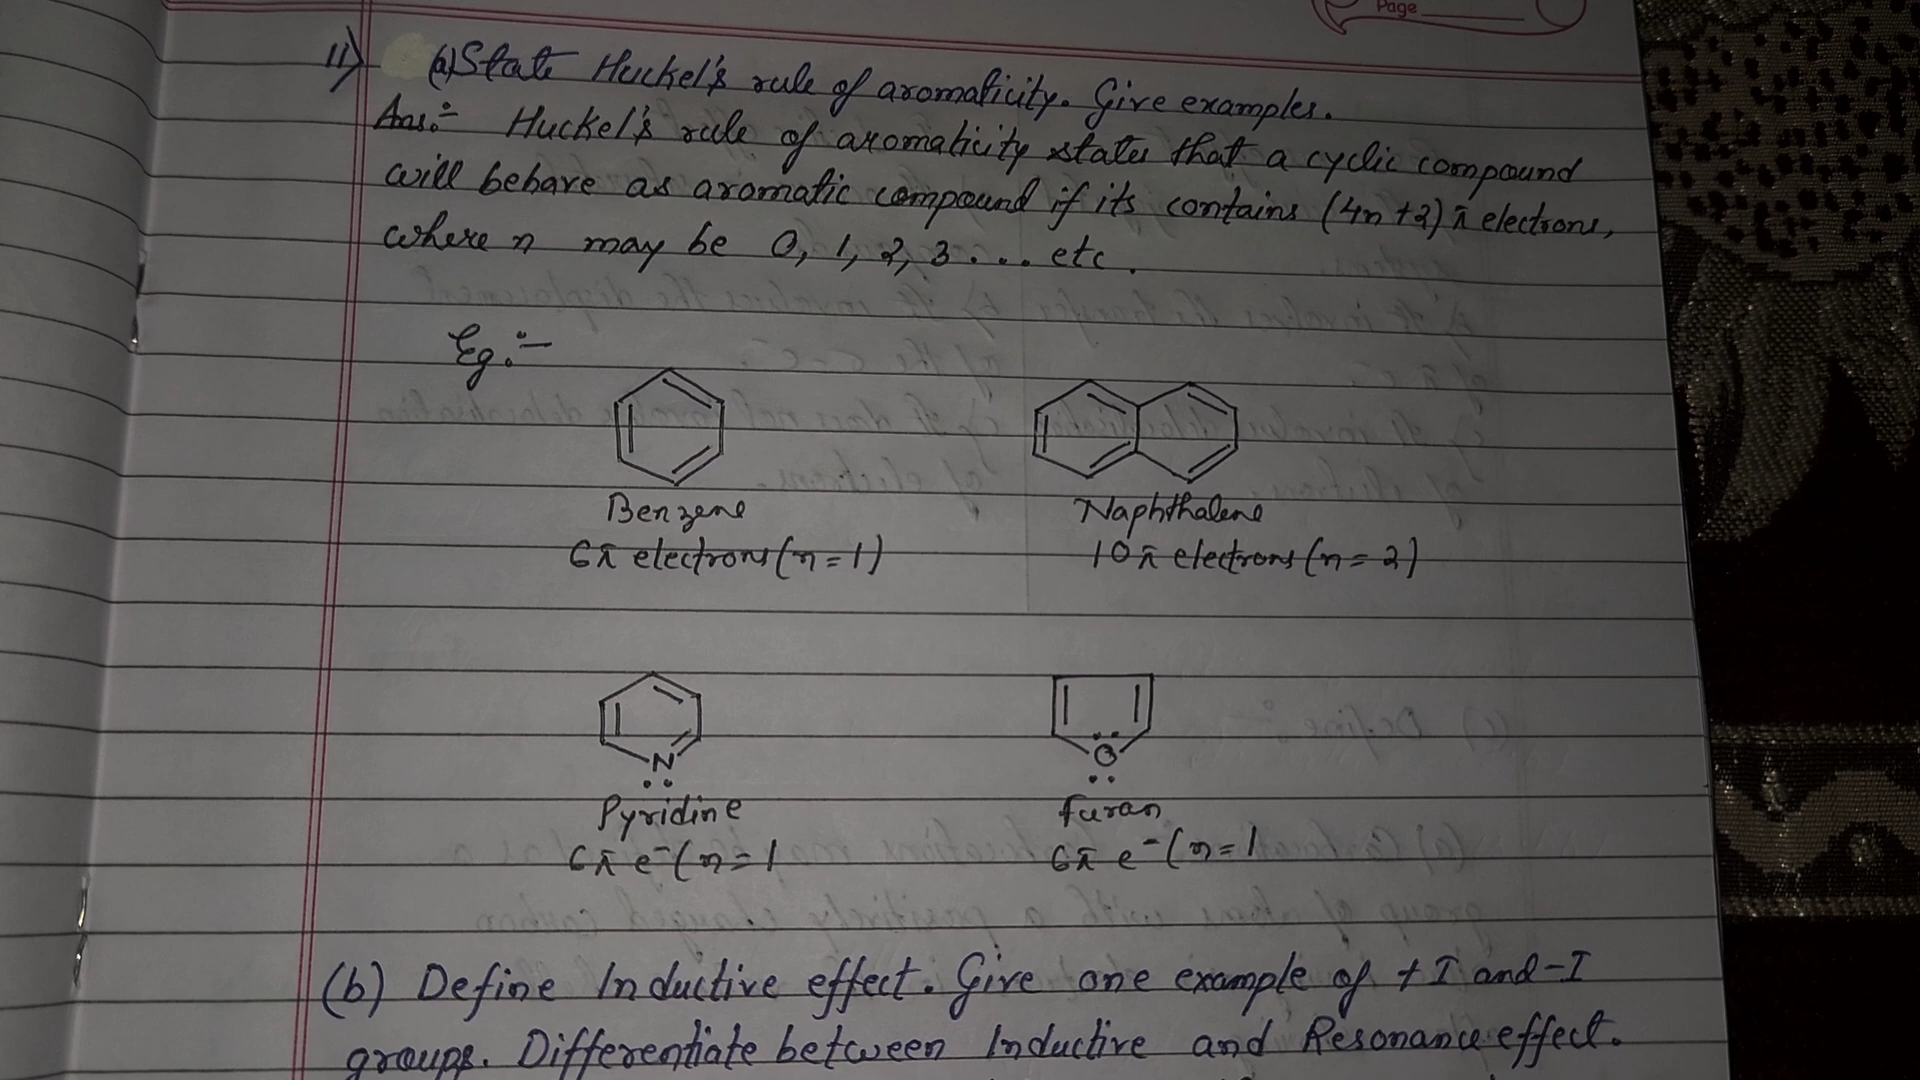 Page
11) (a) State Huckel's rule of aromaticity. Give examples.
Ans:- Huckel's rule of aromaticity states that a cyclic compound
will behave as aromatic compound if its contains (4n+2) π electrons,
where n may be 0, 1, 2, 3 ... etc.
Eg:-
Benzene Naphthalene
6π electrons (n=1) 10π electrons (n=2)
N O
Pyridine furan
6π e⁻ (n=1 6π e⁻ (n=1
(b) Define Inductive effect. Give one example of +I and -I
groups. Differentiate between Inductive and Resonance effect.